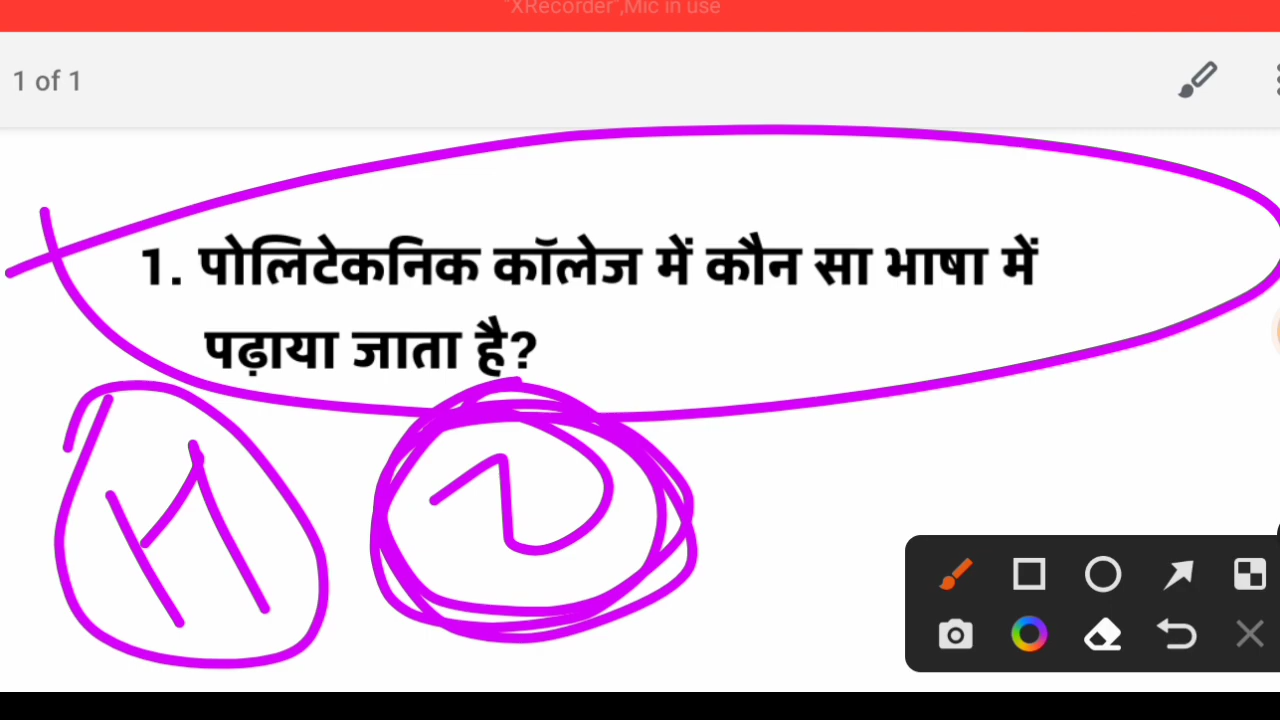 "XRecorder",Mic in use
1 of 1
1. पोलिटेकनिक कॉलेज में कौन सा भाषा में
पढ़ाया जाता है?
H